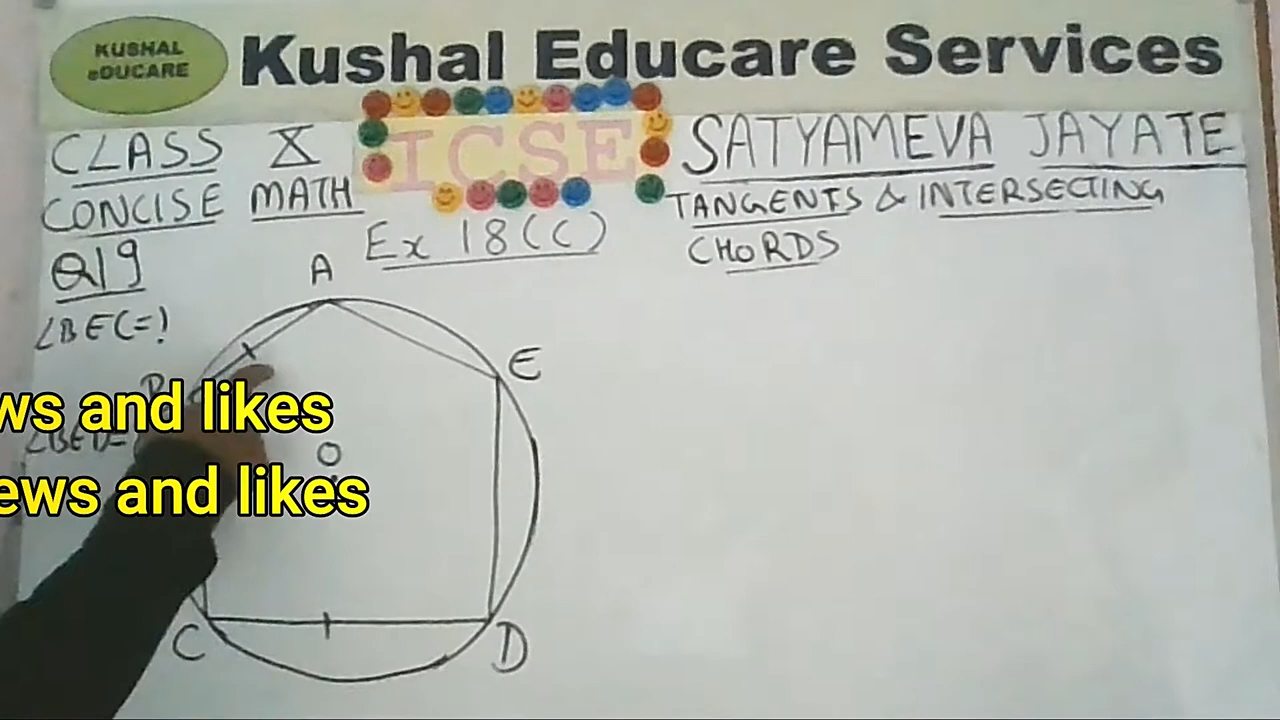 KUSHAL
eDUCARE
Kushal Educare Services
CLASS X
ICSE
SATYAMEVA JAYATE
CONCISE MATH
TANGENTS & INTERSECTING
CHORDS
Ex 18(C)
Q19
A
∠BEC=?
E
ws and likes
O
ews and likes
C
D